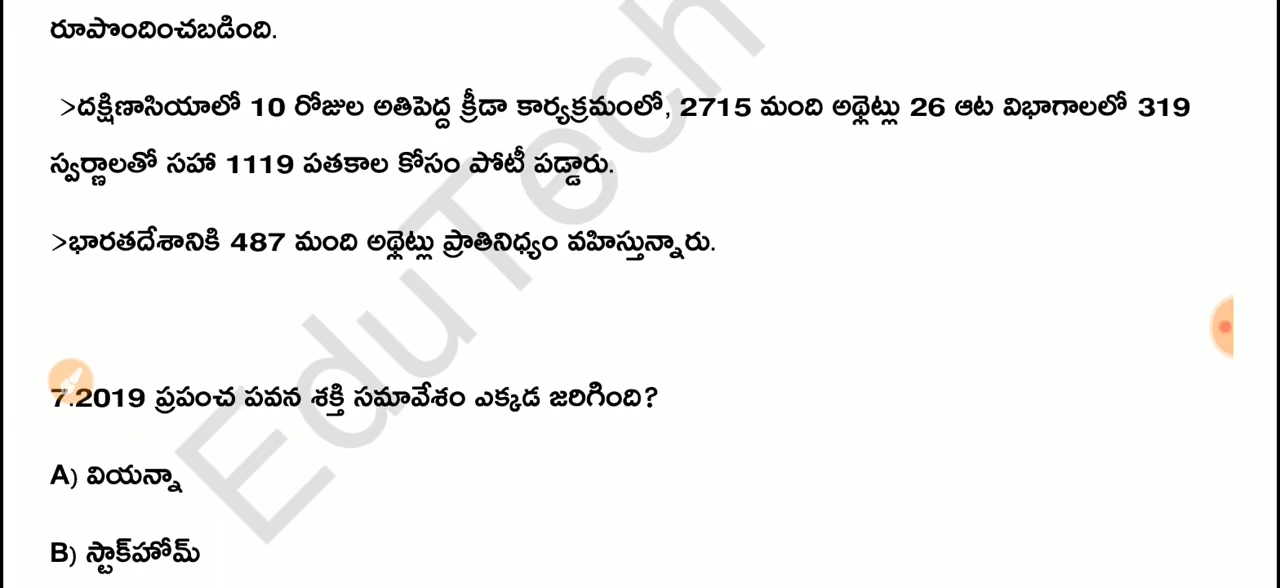 రూపొందించబడింది.
>దక్షిణాసియాలో 10 రోజుల అతిపెద్ద క్రీడా కార్యక్రమంలో, 2715 మంది అథ్లెట్లు 26 ఆట విభాగాలలో 319
స్వర్ణాలతో సహా 1119 పతకాల కోసం పోటీ పడ్డారు.
>భారతదేశానికి 487 మంది అథ్లెట్లు ప్రాతినిధ్యం వహిస్తున్నారు.
7.2019 ప్రపంచ పవన శక్తి సమావేశం ఎక్కడ జరిగింది?
A) వియన్నా
B) స్టాక్‌హోమ్
EduTech